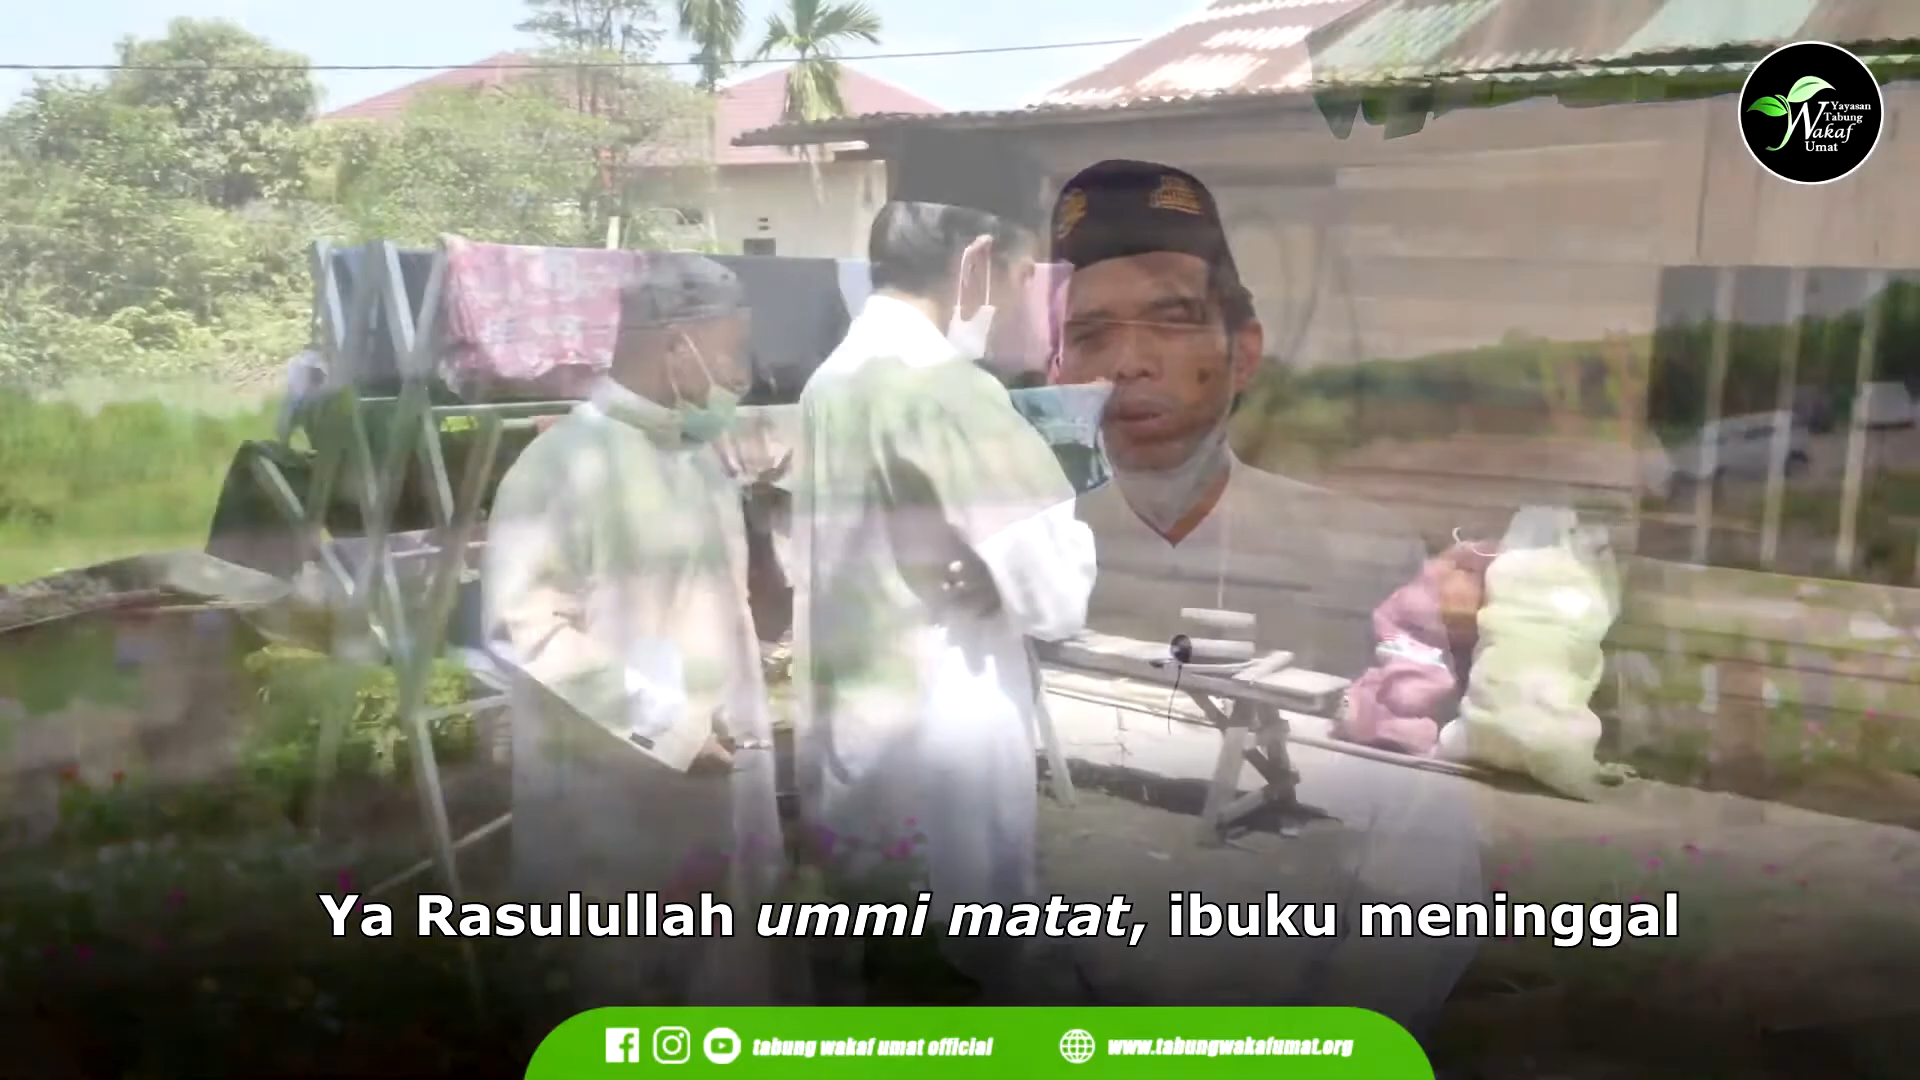 Yayasan
Tabung
Wakaf
Umat
Ya Rasulullah ummi matat, ibuku meninggal
tabung wakaf umat official
www.tabungwakafumat.org